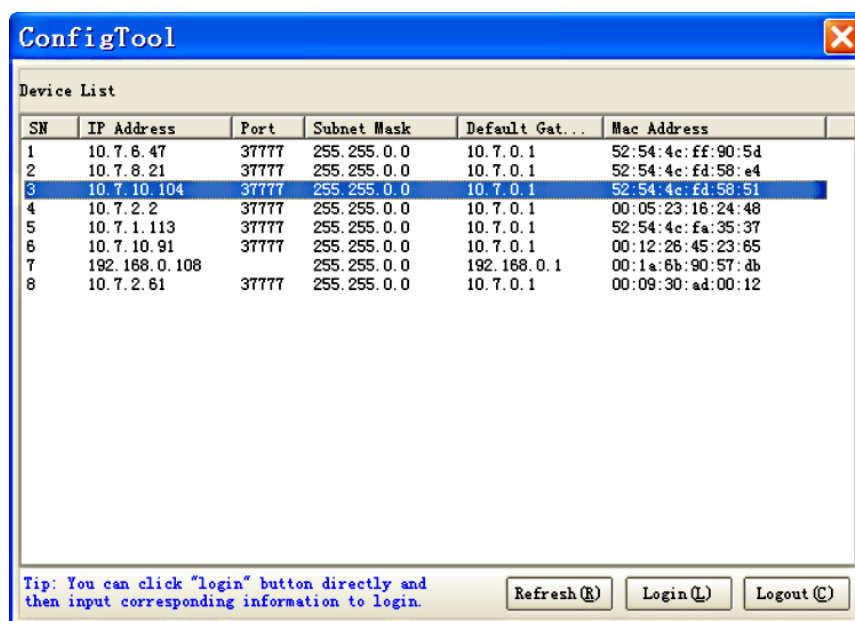 ConfigTool
Device List
SN IP Address Port Subnet Mask Default Gat... Mac Address
1 10.7.6.47 37777 255.255.0.0 10.7.0.1 52:54:4c:ff:90:5d
2 10.7.8.21 37777 255.255.0.0 10.7.0.1 52:54:4c:fd:58:e4
3 10.7.10.104 37777 255.255.0.0 10.7.0.1 52:54:4c:fd:58:51
4 10.7.2.2 37777 255.255.0.0 10.7.0.1 00:05:23:16:24:48
5 10.7.1.113 37777 255.255.0.0 10.7.0.1 52:54:4c:fa:35:37
6 10.7.10.91 37777 255.255.0.0 10.7.0.1 00:12:26:45:23:65
7 192.168.0.108 255.255.0.0 192.168.0.1 00:1a:6b:90:57:db
8 10.7.2.61 37777 255.255.0.0 10.7.0.1 00:09:30:ad:00:12
Tip: You can click "login" button directly and
then input corresponding information to login.
Refresh(R) Login(L) Logout(C)